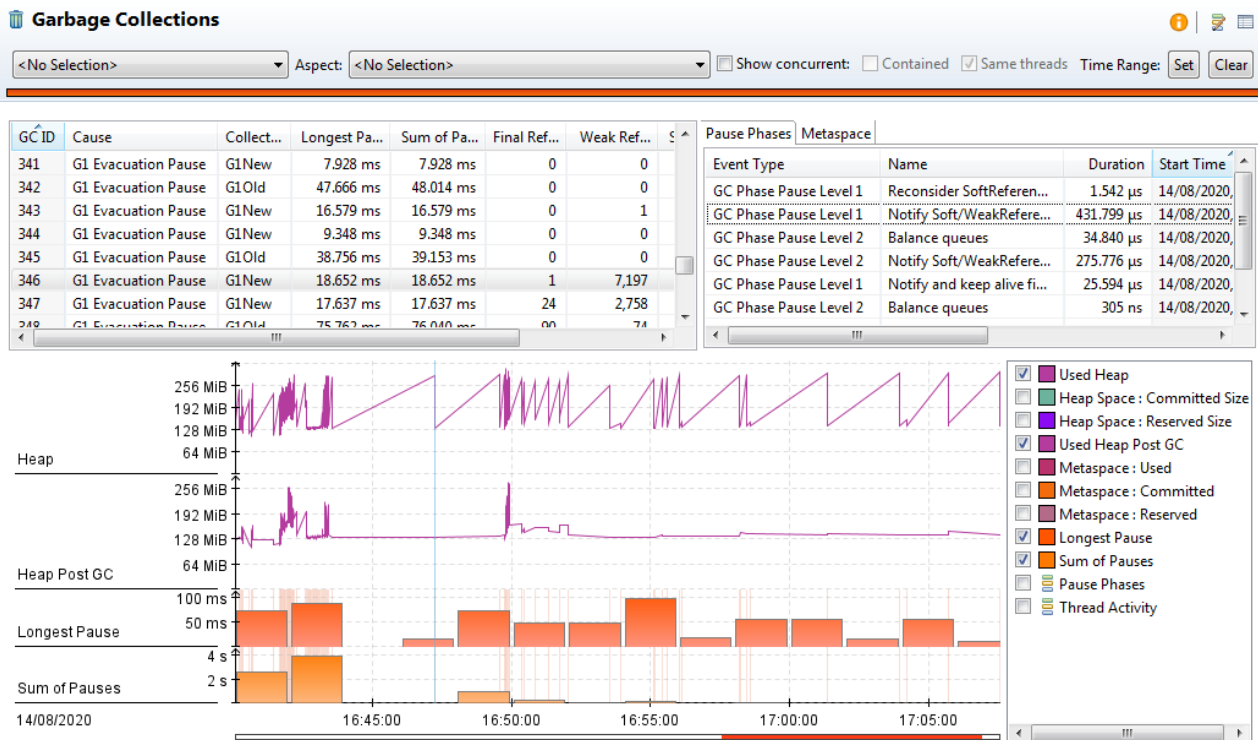 Garbage Collections
<No Selection> Aspect: <No Selection> Show concurrent: Contained Same threads Time Range: Set Clear
GC ID Cause Collect... Longest Pa... Sum of Pa... Final Ref... Weak Ref... S
341 G1 Evacuation Pause G1New 7.928 ms 7.928 ms 0 0
342 G1 Evacuation Pause G1Old 47.666 ms 48.014 ms 0 0
343 G1 Evacuation Pause G1New 16.579 ms 16.579 ms 0 1
344 G1 Evacuation Pause G1New 9.348 ms 9.348 ms 0 0
345 G1 Evacuation Pause G1Old 38.756 ms 39.153 ms 0 0
346 G1 Evacuation Pause G1New 18.652 ms 18.652 ms 1 7,197
347 G1 Evacuation Pause G1New 17.637 ms 17.637 ms 24 2,758
348 G1 Evacuation Pause G1Old 75.762 ms 76.040 ms 90 74
Pause Phases Metaspace
Event Type Name Duration Start Time
GC Phase Pause Level 1 Reconsider SoftReferen... 1.542 µs 14/08/2020,
GC Phase Pause Level 1 Notify Soft/WeakRefere... 431.799 µs 14/08/2020,
GC Phase Pause Level 2 Balance queues 34.840 µs 14/08/2020,
GC Phase Pause Level 2 Notify Soft/WeakRefere... 275.776 µs 14/08/2020,
GC Phase Pause Level 1 Notify and keep alive fi... 25.594 µs 14/08/2020,
GC Phase Pause Level 2 Balance queues 305 ns 14/08/2020,
256 MiB
192 MiB
128 MiB
64 MiB
Heap
256 MiB
192 MiB
128 MiB
64 MiB
Heap Post GC
100 ms
50 ms
Longest Pause
4 s
2 s
Sum of Pauses
14/08/2020 16:45:00 16:50:00 16:55:00 17:00:00 17:05:00
Used Heap
Heap Space : Committed Size
Heap Space : Reserved Size
Used Heap Post GC
Metaspace : Used
Metaspace : Committed
Metaspace : Reserved
Longest Pause
Sum of Pauses
Pause Phases
Thread Activity